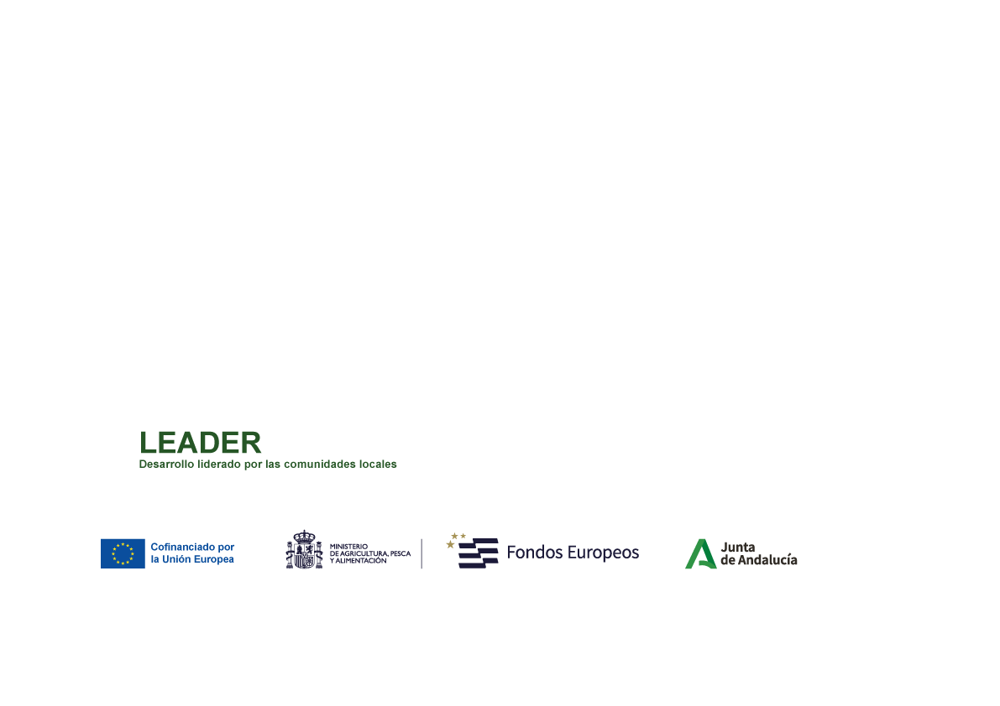 LEADER
Desarrollo liderado por las comunidades locales
Cofinanciado por
la Unión Europea
MINISTERIO
DE AGRICULTURA, PESCA
Y ALIMENTACIÓN
Fondos Europeos
Junta
de Andalucía